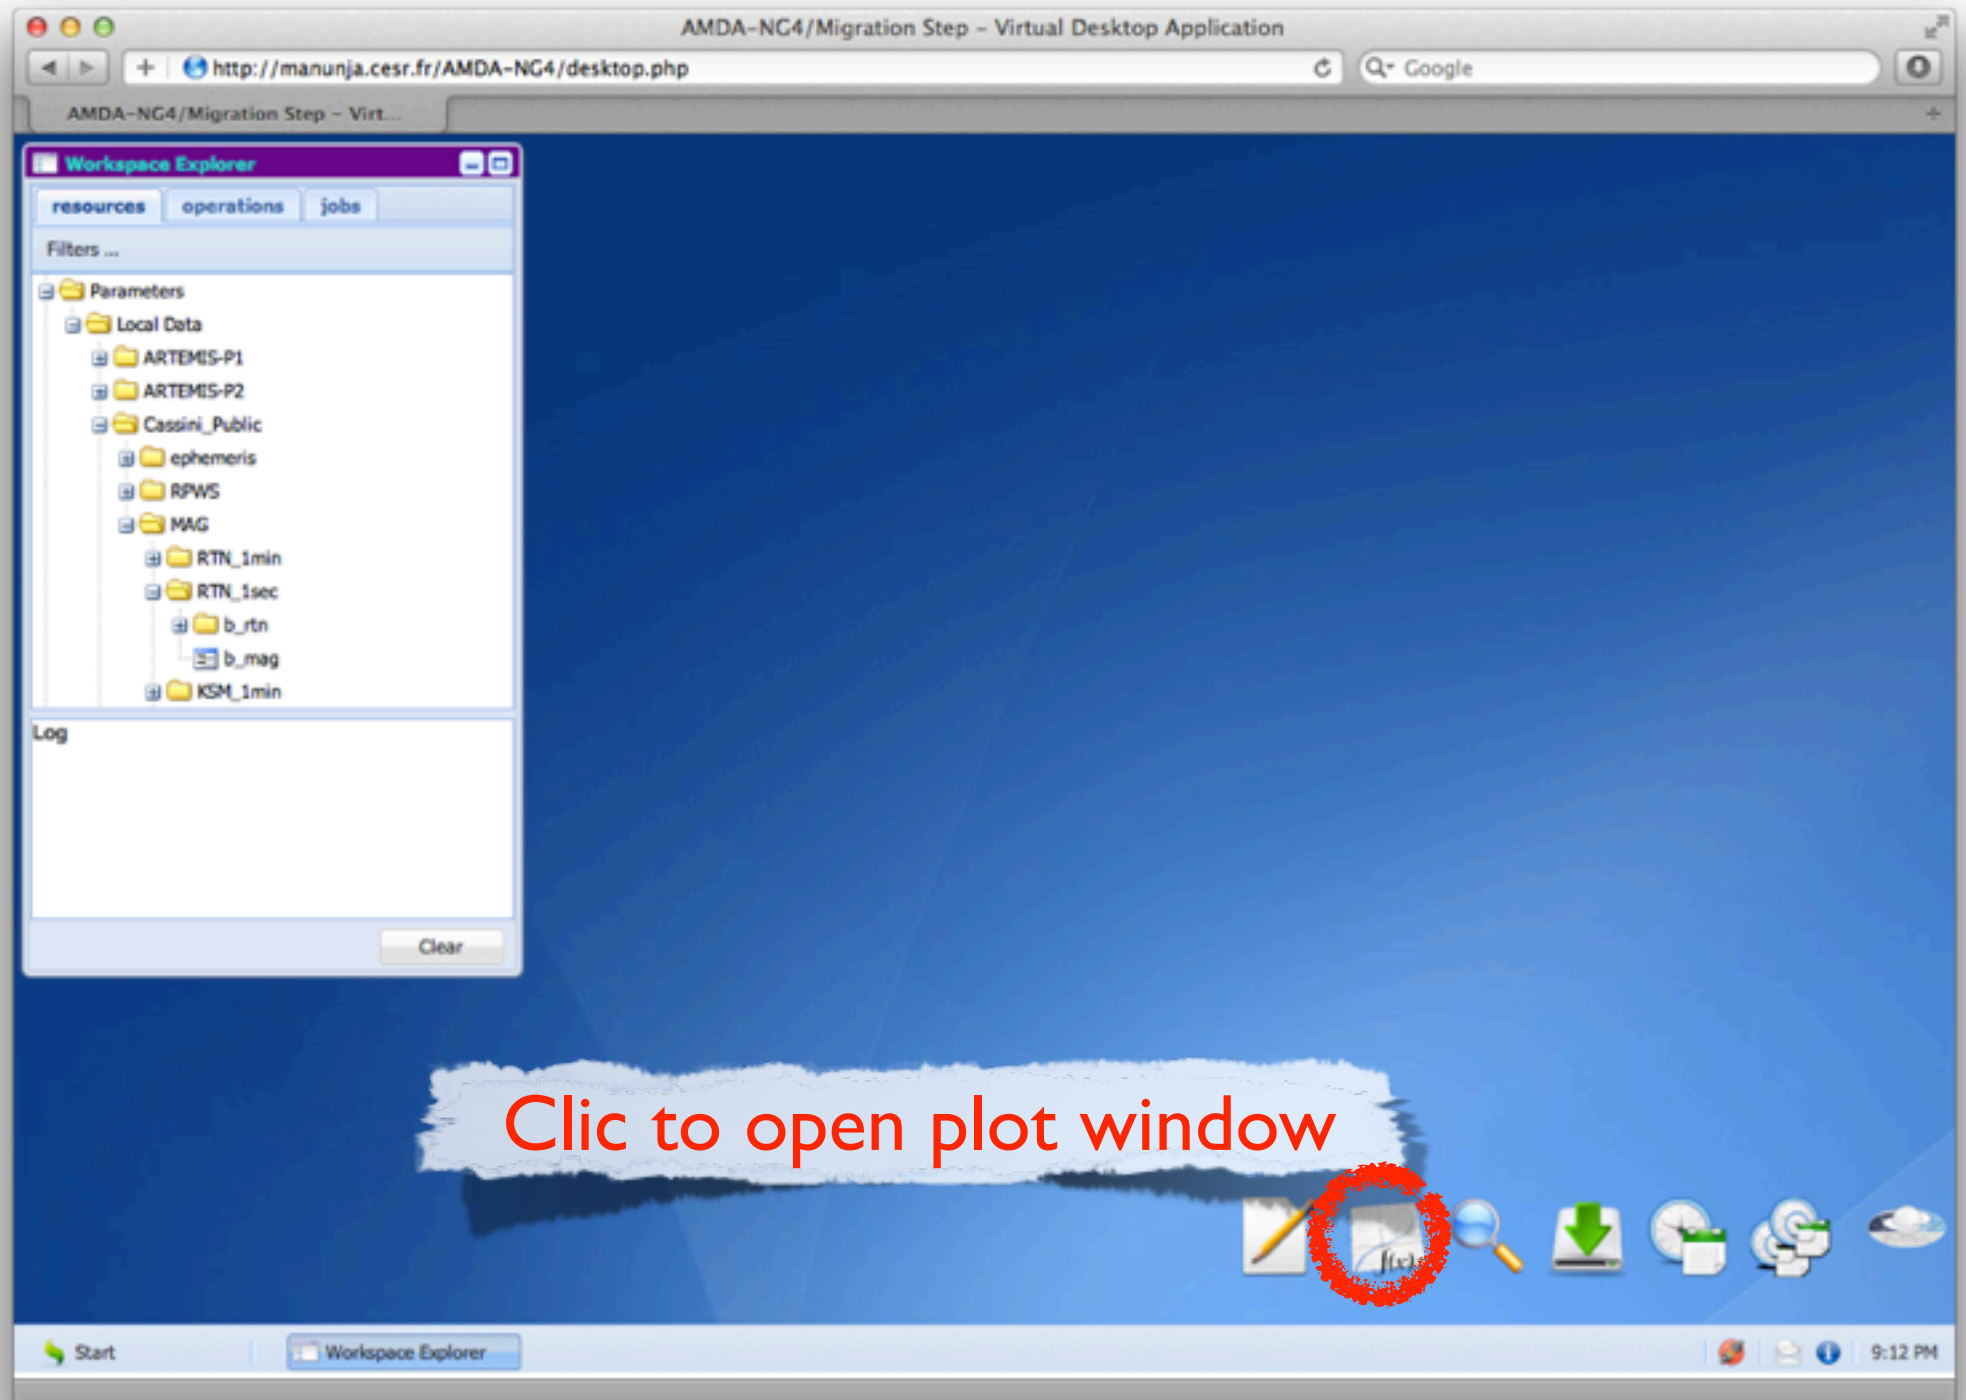 AMDA-NG4/Migration Step – Virtual Desktop Application
http://manunja.cesr.fr/AMDA-NG4/desktop.php
Google
AMDA-NG4/Migration Step – Virt...
Workspace Explorer
resources operations jobs
Filters ...
Parameters
Local Data
ARTEMIS-P1
ARTEMIS-P2
Cassini_Public
ephemeris
RPWS
MAG
RTN_1min
RTN_1sec
b_rtn
b_mag
KSM_1min
Log
Clear
Clic to open plot window
f(x)
Start
Workspace Explorer
9:12 PM